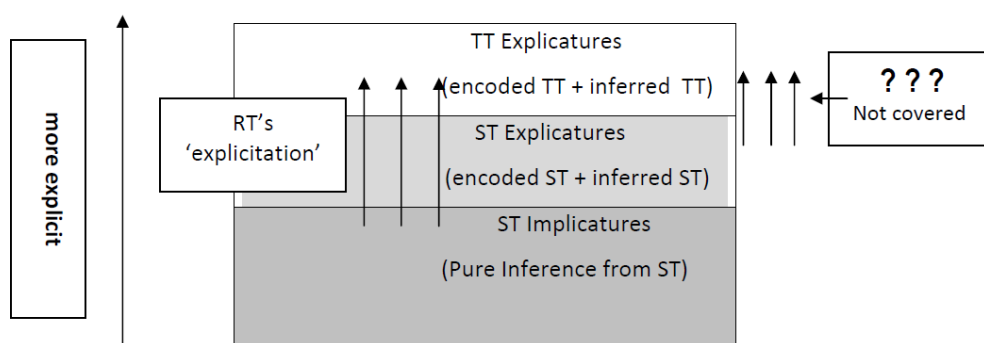 more explicit
RT's
'explicitation'
TT Explicatures
(encoded TT + inferred TT)
ST Explicatures
(encoded ST + inferred ST)
ST Implicatures
(Pure Inference from ST)
? ? ?
Not covered